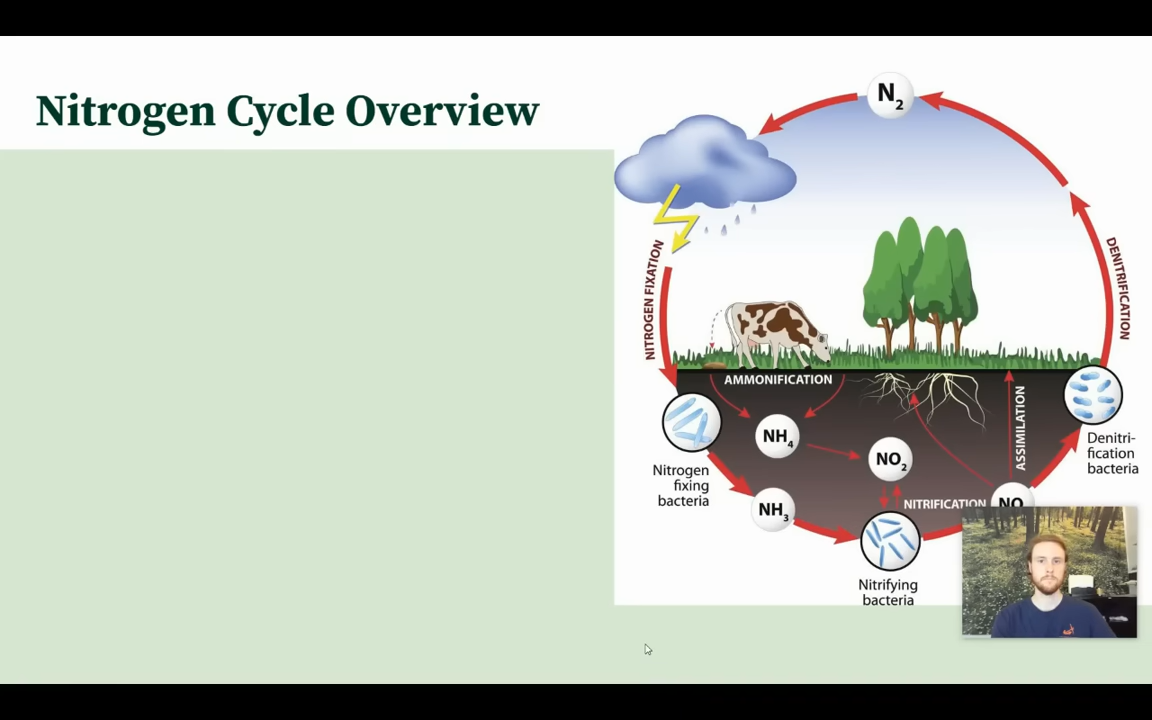 Nitrogen Cycle Overview
N2
NITROGEN FIXATION
DENITRIFICATION
AMMONIFICATION
ASSIMILATION
NH4
NO2
Denitri-
fication
bacteria
Nitrogen
fixing
bacteria
NH3
NITRIFICATION
NO
Nitrifying
bacteria